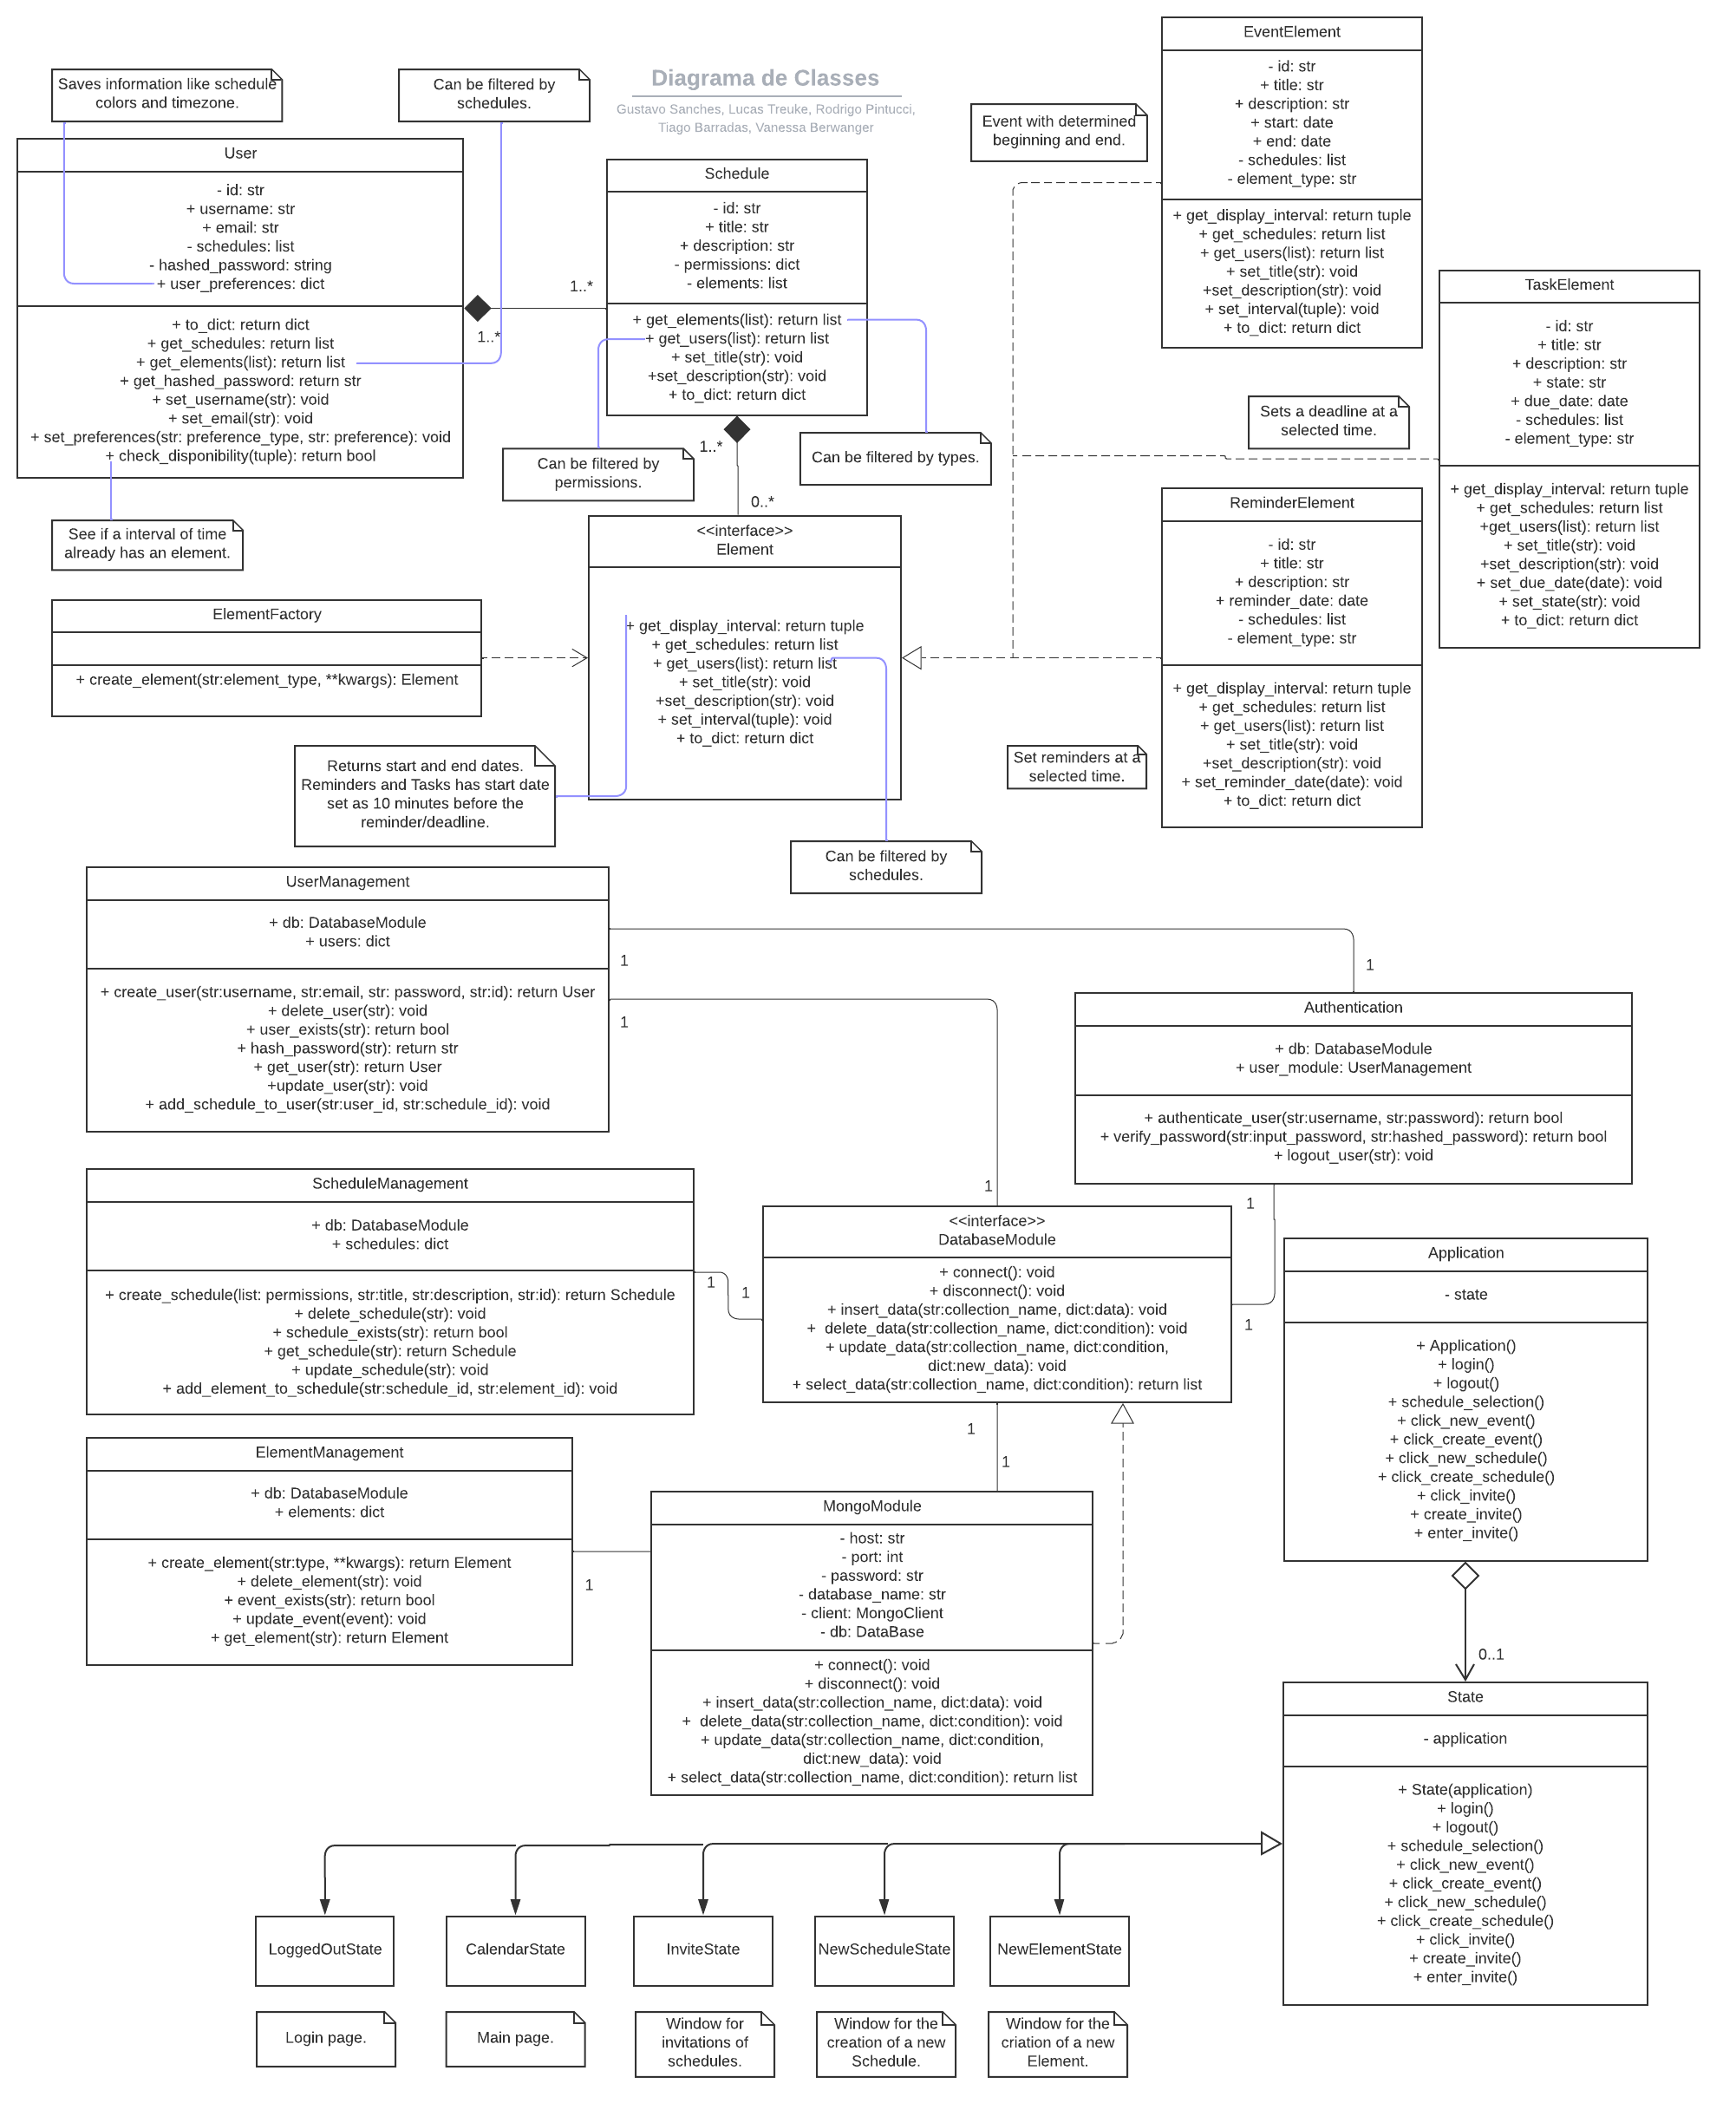 Diagrama de Classes
Gustavo Sanches, Lucas Treuke, Rodrigo Pintucci,
Tiago Barradas, Vanessa Berwanger
Saves information like schedule
colors and timezone.
Can be filtered by
schedules.
User
- id: str
+ username: str
+ email: str
- schedules: list
- hashed_password: string
+ user_preferences: dict
+ to_dict: return dict
+ get_schedules: return list
+ get_elements(list): return list
+ get_hashed_password: return str
+ set_username(str): void
+ set_email(str): void
+ set_preferences(str: preference_type, str: preference): void
+ check_disponibility(tuple): return bool
1..*
1..*
See if a interval of time
already has an element.
Schedule
- id: str
+ title: str
+ description: str
- permissions: dict
- elements: list
+ get_elements(list): return list
+ get_users(list): return list
+ set_title(str): void
+set_description(str): void
+ to_dict: return dict
1..*
0..*
Can be filtered by
permissions.
Can be filtered by types.
Event with determined
beginning and end.
EventElement
- id: str
+ title: str
+ description: str
+ start: date
+ end: date
- schedules: list
- element_type: str
+ get_display_interval: return tuple
+ get_schedules: return list
+ get_users(list): return list
+ set_title(str): void
+set_description(str): void
+ set_interval(tuple): void
+ to_dict: return dict
TaskElement
- id: str
+ title: str
+ description: str
+ state: str
+ due_date: date
- schedules: list
- element_type: str
+ get_display_interval: return tuple
+ get_schedules: return list
+get_users(list): return list
+ set_title(str): void
+set_description(str): void
+ set_due_date(date): void
+ set_state(str): void
+ to_dict: return dict
Sets a deadline at a
selected time.
ReminderElement
- id: str
+ title: str
+ description: str
+ reminder_date: date
- schedules: list
- element_type: str
+ get_display_interval: return tuple
+ get_schedules: return list
+ get_users(list): return list
+ set_title(str): void
+set_description(str): void
+ set_reminder_date(date): void
+ to_dict: return dict
Set reminders at a
selected time.
<<interface>>
Element
+ get_display_interval: return tuple
+ get_schedules: return list
+ get_users(list): return list
+ set_title(str): void
+set_description(str): void
+ set_interval(tuple): void
+ to_dict: return dict
ElementFactory
+ create_element(str:element_type, **kwargs): Element
Returns start and end dates.
Reminders and Tasks has start date
set as 10 minutes before the
reminder/deadline.
Can be filtered by
schedules.
UserManagement
+ db: DatabaseModule
+ users: dict
+ create_user(str:username, str:email, str: password, str:id): return User
+ delete_user(str): void
+ user_exists(str): return bool
+ hash_password(str): return str
+ get_user(str): return User
+update_user(str): void
+ add_schedule_to_user(str:user_id, str:schedule_id): void
1
1
1
1
Authentication
+ db: DatabaseModule
+ user_module: UserManagement
+ authenticate_user(str:username, str:password): return bool
+ verify_password(str:input_password, str:hashed_password): return bool
+ logout_user(str): void
1
1
ScheduleManagement
+ db: DatabaseModule
+ schedules: dict
+ create_schedule(list: permissions, str:title, str:description, str:id): return Schedule
+ delete_schedule(str): void
+ schedule_exists(str): return bool
+ get_schedule(str): return Schedule
+ update_schedule(str): void
+ add_element_to_schedule(str:schedule_id, str:element_id): void
1
1
<<interface>>
DatabaseModule
+ connect(): void
+ disconnect(): void
+ insert_data(str:collection_name, dict:data): void
+  delete_data(str:collection_name, dict:condition): void
+ update_data(str:collection_name, dict:condition,
dict:new_data): void
+ select_data(str:collection_name, dict:condition): return list
1
1
ElementManagement
+ db: DatabaseModule
+ elements: dict
+ create_element(str:type, **kwargs): return Element
+ delete_element(str): void
+ event_exists(str): return bool
+ update_event(event): void
+ get_element(str): return Element
1
MongoModule
- host: str
- port: int
- password: str
- database_name: str
- client: MongoClient
- db: DataBase
+ connect(): void
+ disconnect(): void
+ insert_data(str:collection_name, dict:data): void
+  delete_data(str:collection_name, dict:condition): void
+ update_data(str:collection_name, dict:condition,
dict:new_data): void
+ select_data(str:collection_name, dict:condition): return list
Application
- state
+ Application()
+ login()
+ logout()
+ schedule_selection()
+ click_new_event()
+ click_create_event()
+ click_new_schedule()
+ click_create_schedule()
+ click_invite()
+ create_invite()
+ enter_invite()
0..1
State
- application
+ State(application)
+ login()
+ logout()
+ schedule_selection()
+ click_new_event()
+ click_create_event()
+ click_new_schedule()
+ click_create_schedule()
+ click_invite()
+ create_invite()
+ enter_invite()
LoggedOutState
CalendarState
InviteState
NewScheduleState
NewElementState
Login page.
Main page.
Window for
invitations of
schedules.
Window for the
creation of a new
Schedule.
Window for the
criation of a new
Element.